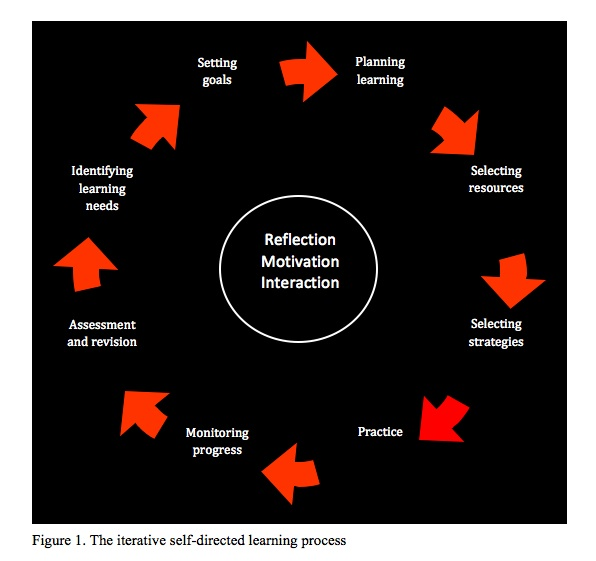 Setting
goals
Planning
learning
Selecting
resources
Selecting
strategies
Practice
Monitoring
progress
Assessment
and revision
Identifying
learning
needs
Reflection
Motivation
Interaction
Figure 1. The iterative self-directed learning process